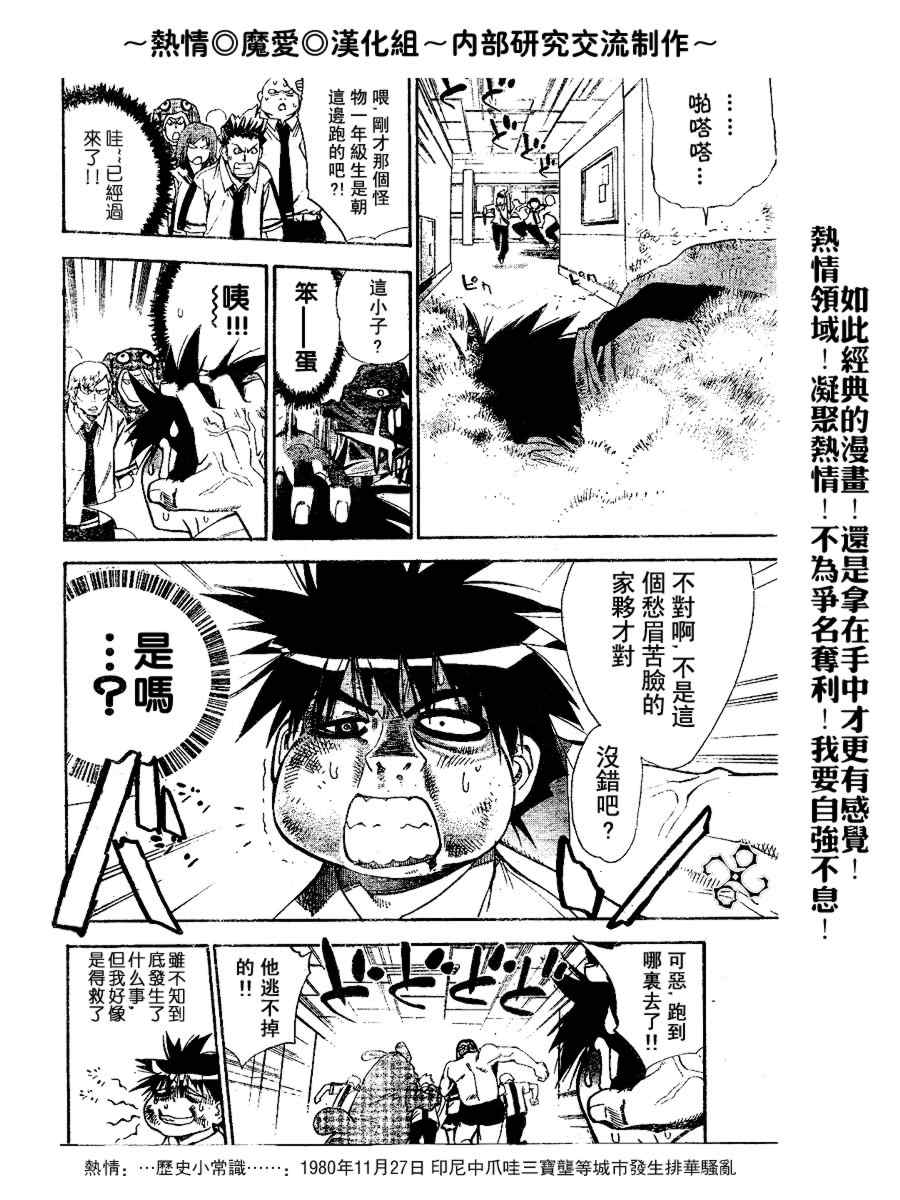 ～熱情◎魔愛◎漢化組～内部研究交流制作～
……
啪嗒嗒…
喂,剛才那個怪
物一年級生是朝
這邊跑的吧?!
哇~已經過
來了!!
這小子?
笨──蛋
咦!!!
不對啊,不是這
個愁眉苦臉的
家夥才對
沒錯吧?
是嗎
…?
可惡,跑到
哪裏去了!!
他逃不掉
的!!
雖不知到
底發生了
什么事,
但我好像
是得救了
如此經典的漫畫！還是拿在手中才更有感覺！
熱情領域！凝聚熱情！不為爭名奪利！我要自強不息！
熱情：…歷史小常識……：1980年11月27日 印尼中爪哇三寶壟等城市發生排華騷亂